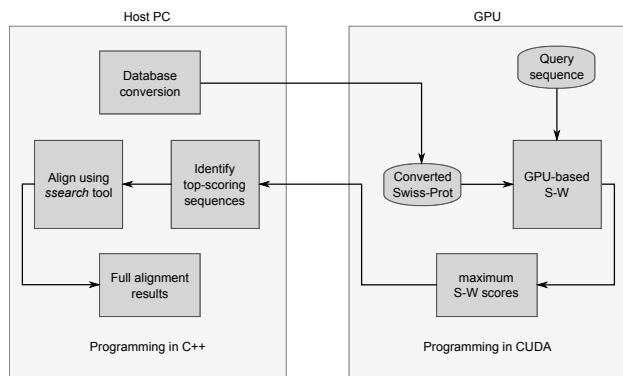 Host PC
GPU
Database
conversion
Query
sequence
Align using
ssearch tool
Identify
top-scoring
sequences
Converted
Swiss-Prot
GPU-based
S-W
Full alignment
results
maximum
S-W scores
Programming in C++
Programming in CUDA